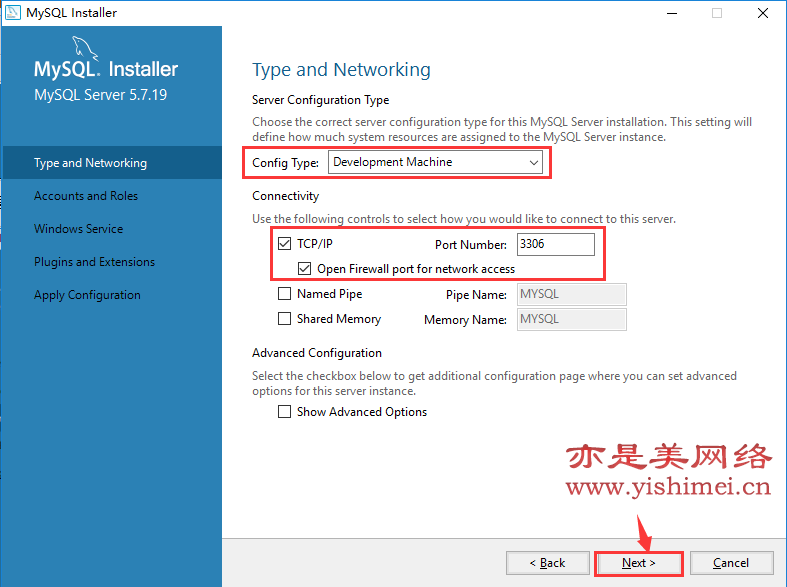 MySQL Installer
MySQL. Installer
MySQL Server 5.7.19
Type and Networking
Accounts and Roles
Windows Service
Plugins and Extensions
Apply Configuration
Type and Networking
Server Configuration Type
Choose the correct server configuration type for this MySQL Server installation. This setting will
define how much system resources are assigned to the MySQL Server instance.
Config Type: Development Machine
Connectivity
Use the following controls to select how you would like to connect to this server.
TCP/IP Port Number: 3306
Open Firewall port for network access
Named Pipe Pipe Name: MYSQL
Shared Memory Memory Name: MYSQL
Advanced Configuration
Select the checkbox below to get additional configuration page where you can set advanced
options for this server instance.
Show Advanced Options
亦是美网络
www.yishimei.cn
< Back Next > Cancel